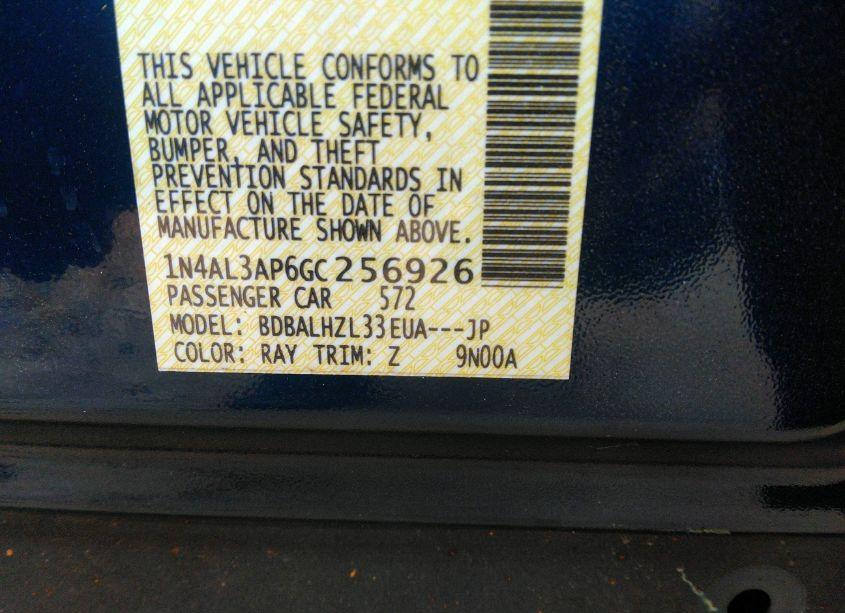 THIS VEHICLE CONFORMS TO
ALL APPLICABLE FEDERAL
MOTOR VEHICLE SAFETY,
BUMPER, AND THEFT
PREVENTION STANDARDS IN
EFFECT ON THE DATE OF
MANUFACTURE SHOWN ABOVE.
1N4AL3AP6GC256926
PASSENGER CAR 572
MODEL: BDBALHZL33EUA---JP
COLOR: RAY TRIM: Z 9N00A